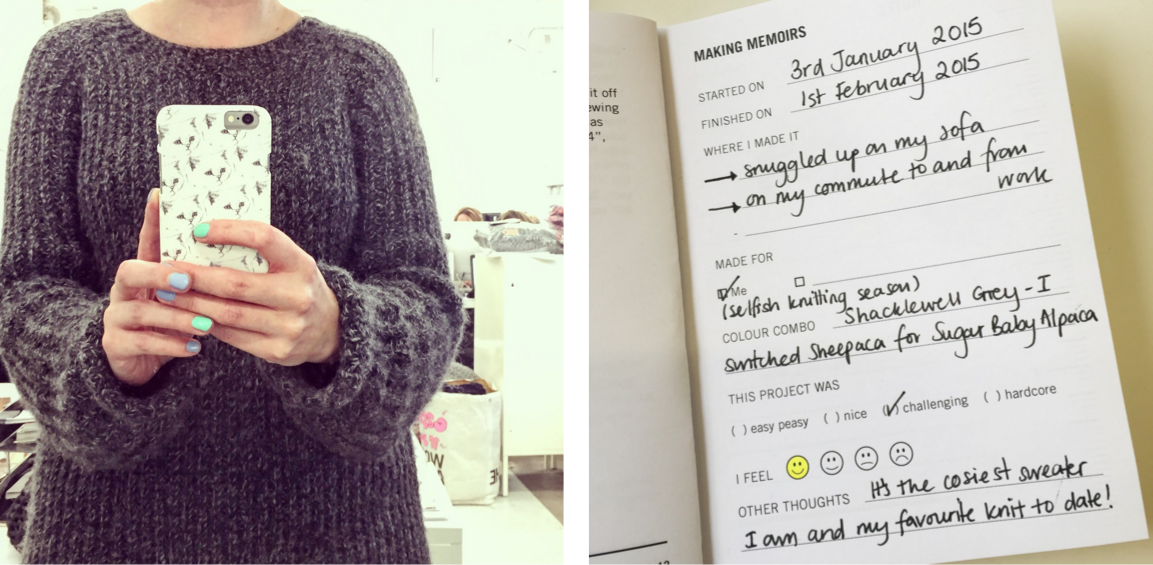 OW
it off
ewing
as
4",
MAKING MEMOIRS
STARTED ON 3rd January 2015
FINISHED ON 1st February 2015
WHERE I MADE IT
→ snuggled up on my sofa
→ on my commute to and from
work
MADE FOR
Me
(selfish knitting season)
COLOUR COMBO Shacklewell Grey - I
switched Sheepaca for Sugar Baby Alpaca
THIS PROJECT WAS
( ) easy peasy ( ) nice (✓) challenging ( ) hardcore
I FEEL
OTHER THOUGHTS It's the cosiest sweater
I am and my favourite knit to date!